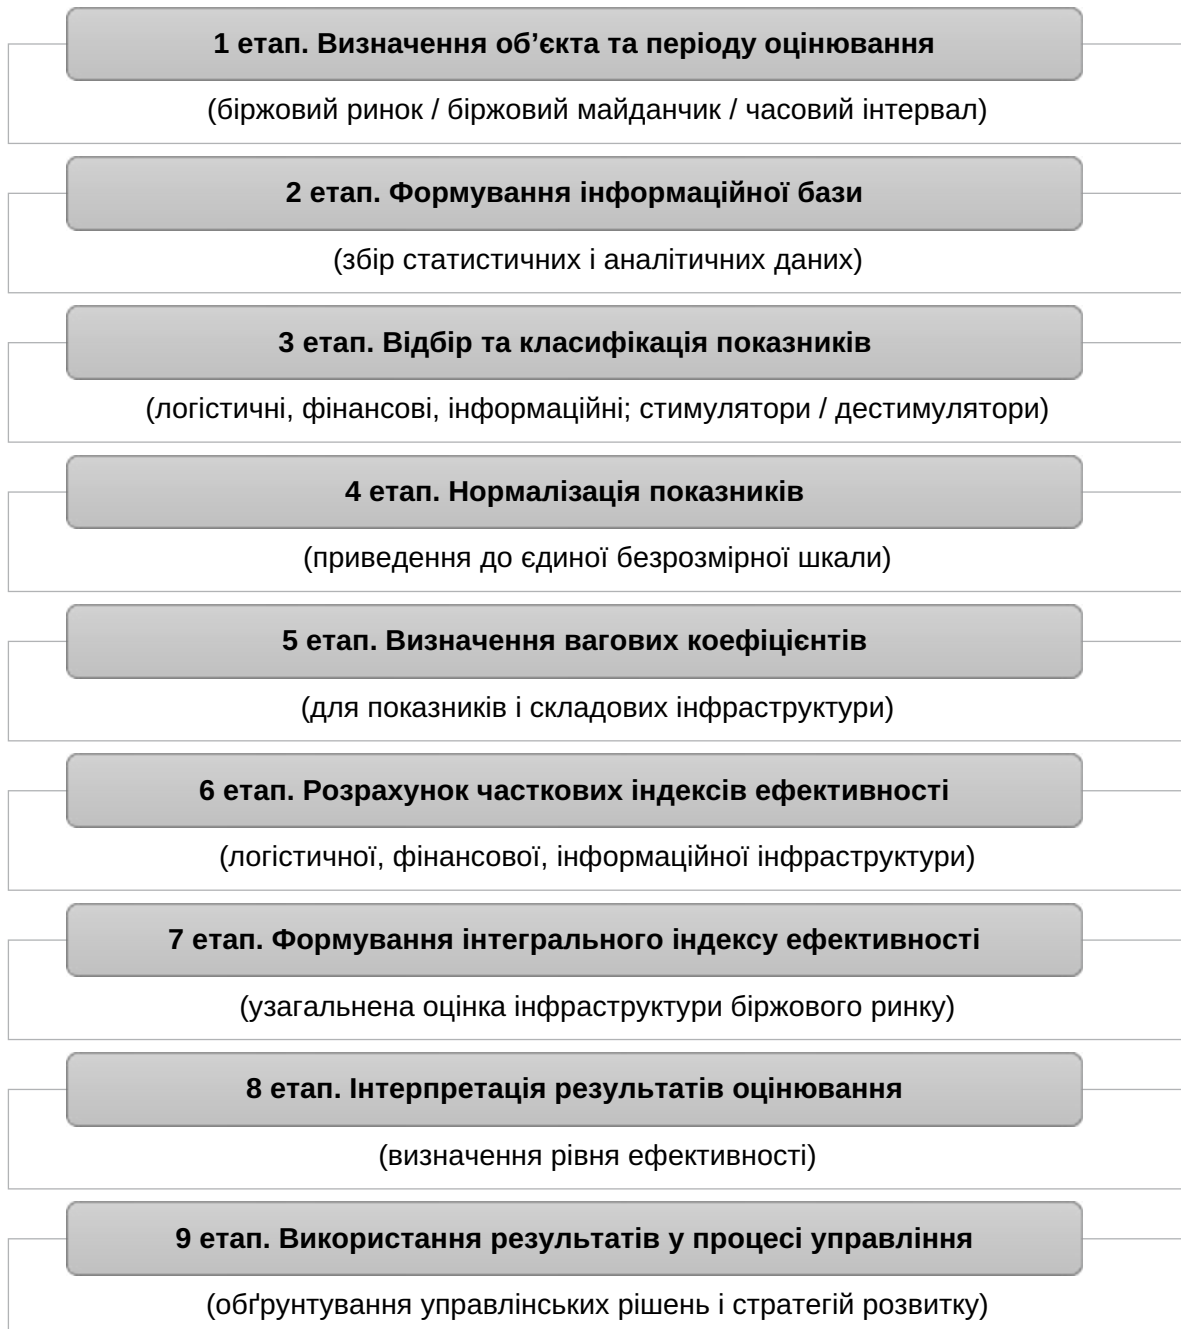 1 етап. Визначення об’єкта та періоду оцінювання
(біржовий ринок / біржовий майданчик / часовий інтервал)
2 етап. Формування інформаційної бази
(збір статистичних і аналітичних даних)
3 етап. Відбір та класифікація показників
(логістичні, фінансові, інформаційні; стимулятори / дестимулятори)
4 етап. Нормалізація показників
(приведення до єдиної безрозмірної шкали)
5 етап. Визначення вагових коефіцієнтів
(для показників і складових інфраструктури)
6 етап. Розрахунок часткових індексів ефективності
(логістичної, фінансової, інформаційної інфраструктури)
7 етап. Формування інтегрального індексу ефективності
(узагальнена оцінка інфраструктури біржового ринку)
8 етап. Інтерпретація результатів оцінювання
(визначення рівня ефективності)
9 етап. Використання результатів у процесі управління
(обґрунтування управлінських рішень і стратегій розвитку)